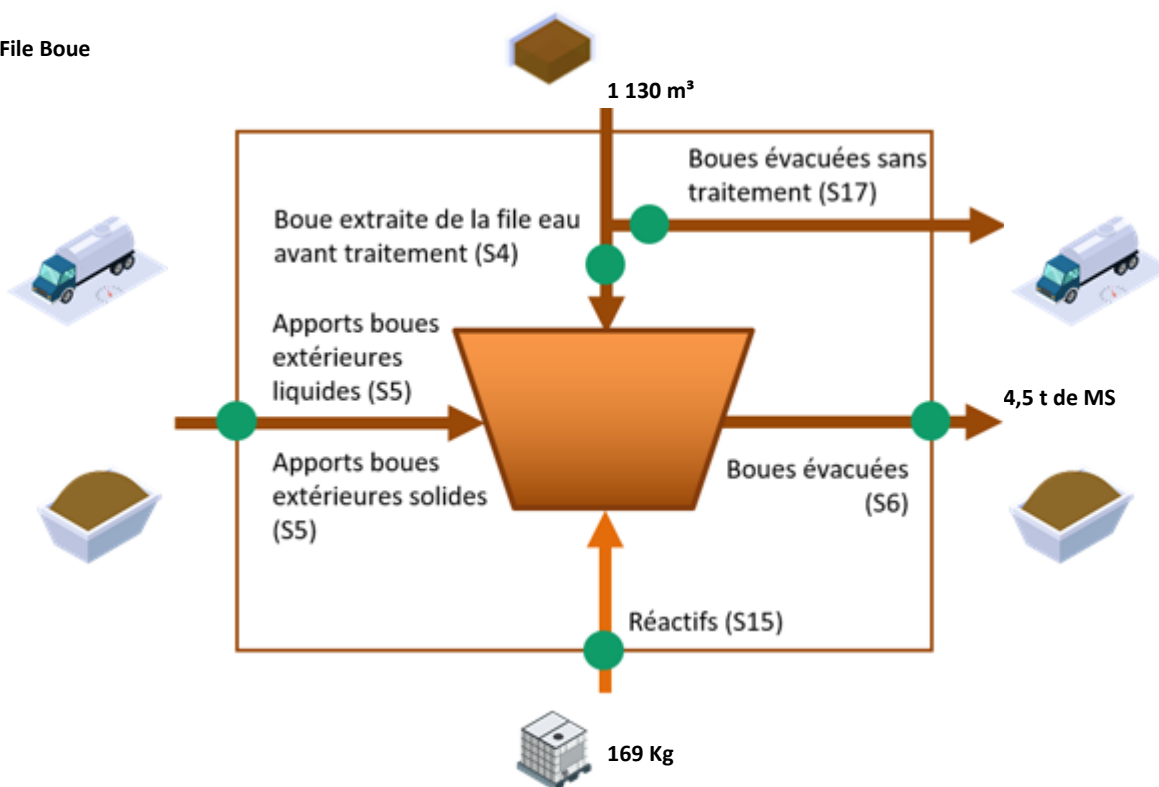 File Boue
1 130 m³
Boues évacuées sans
traitement (S17)
Boue extraite de la file eau
avant traitement (S4)
Apports boues
extérieures
liquides (S5)
4,5 t de MS
Apports boues
extérieures solides
(S5)
Boues évacuées
(S6)
Réactifs (S15)
169 Kg